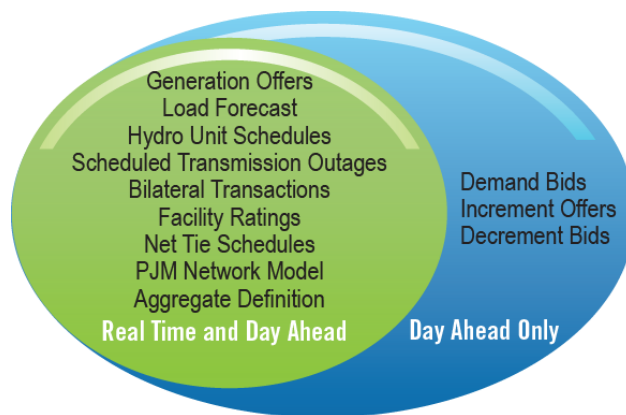 Generation Offers
Load Forecast
Hydro Unit Schedules
Scheduled Transmission Outages
Bilateral Transactions
Facility Ratings
Net Tie Schedules
PJM Network Model
Aggregate Definition
Real Time and Day Ahead
Demand Bids
Increment Offers
Decrement Bids
Day Ahead Only